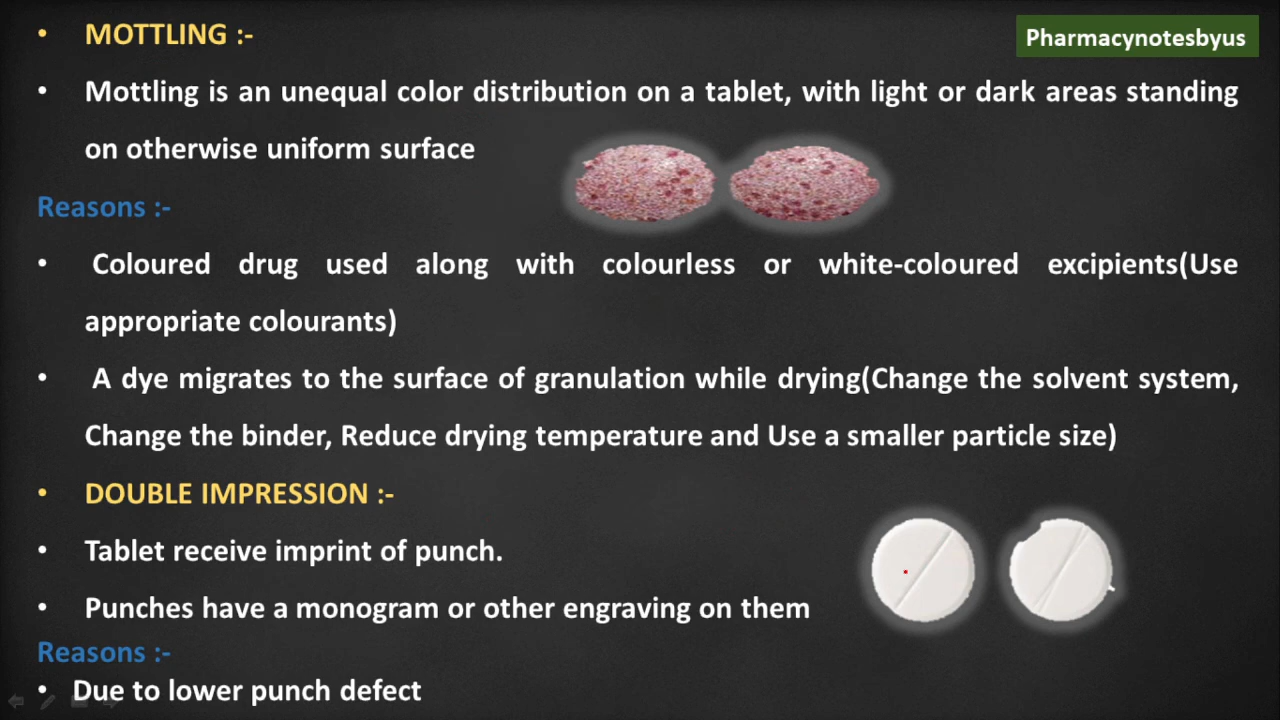 • MOTTLING :-
Pharmacynotesbyus
• Mottling is an unequal color distribution on a tablet, with light or dark areas standing
on otherwise uniform surface
Reasons :-
• Coloured drug used along with colourless or white-coloured excipients(Use
appropriate colourants)
• A dye migrates to the surface of granulation while drying(Change the solvent system,
Change the binder, Reduce drying temperature and Use a smaller particle size)
• DOUBLE IMPRESSION :-
• Tablet receive imprint of punch.
• Punches have a monogram or other engraving on them
Reasons :-
• Due to lower punch defect